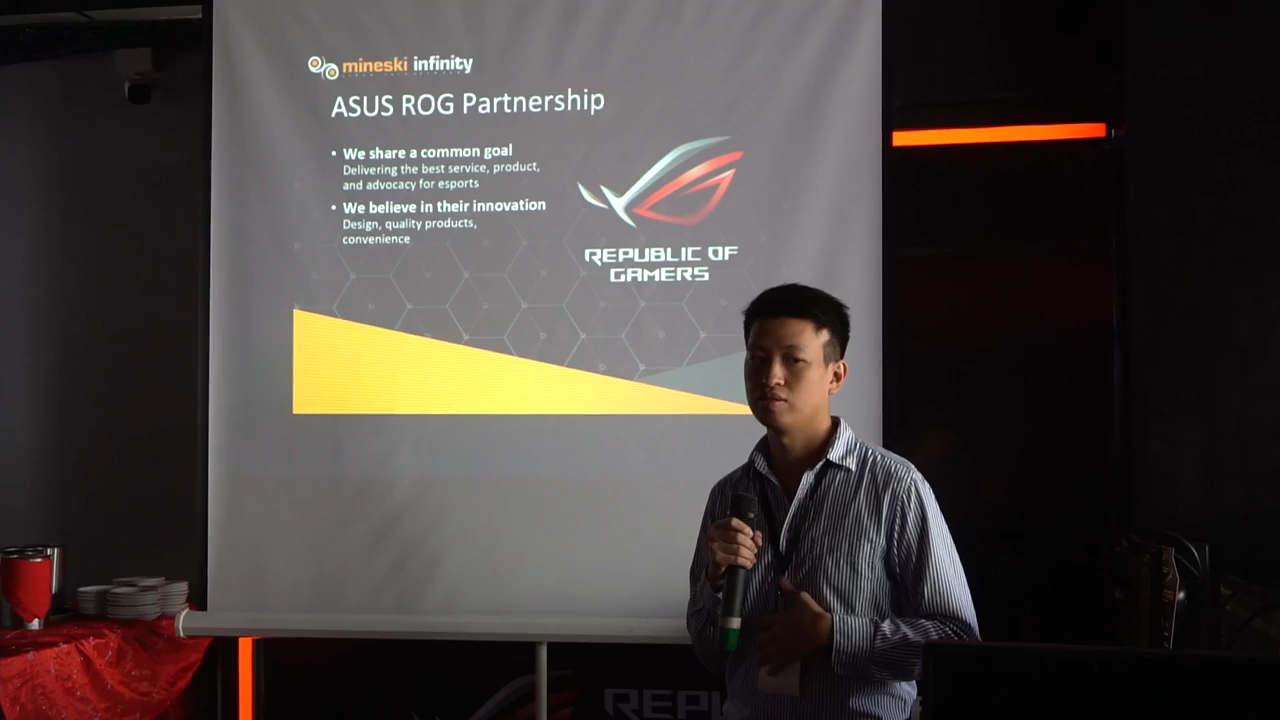 mineski infinity
ASUS ROG Partnership
• We share a common goal
Delivering the best service, product,
and advocacy for esports
• We believe in their innovation
Design, quality products,
convenience
REPUBLIC OF
GAMERS